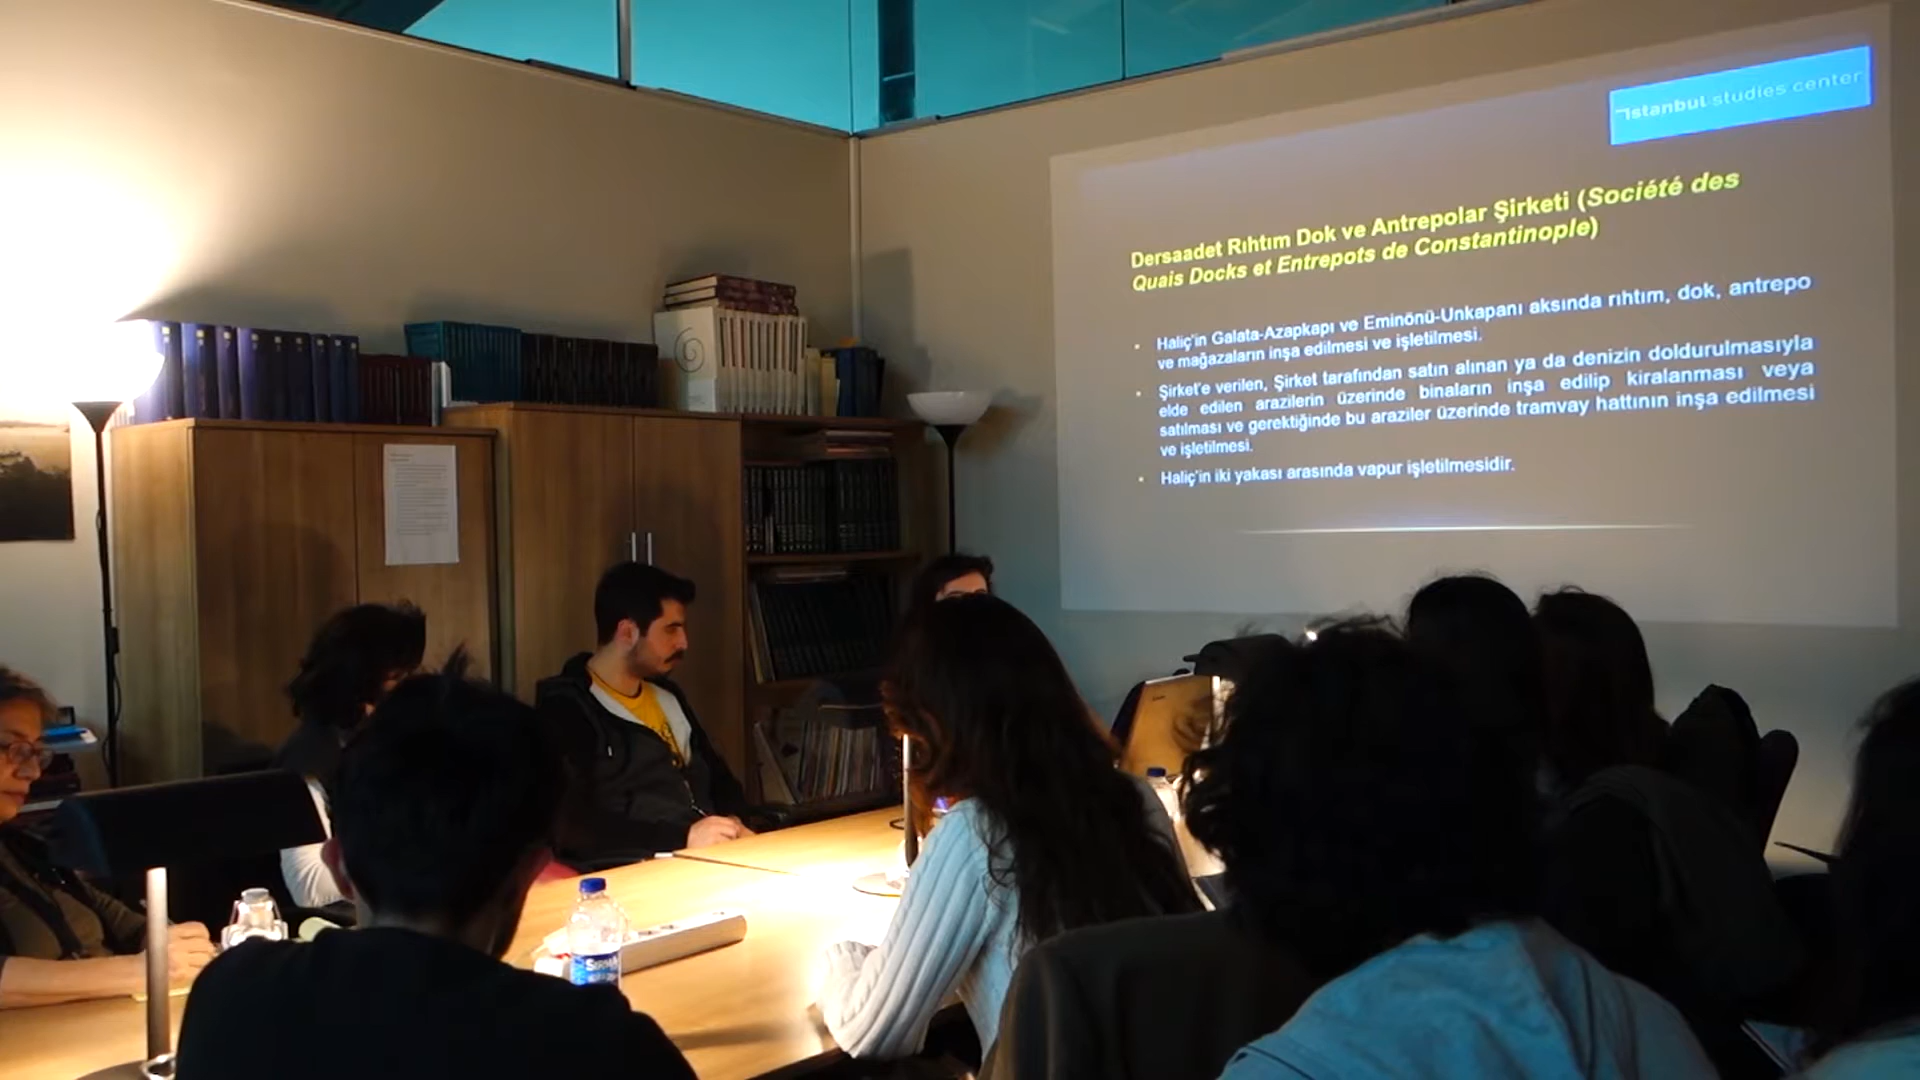 istanbul studies center
Dersaadet Rıhtım Dok ve Antrepolar Şirketi (Société des
Quais Docks et Entrepots de Constantinople)
• Haliç'in Galata-Azapkapı ve Eminönü-Unkapanı aksında rıhtım, dok, antrepo
ve mağazaların inşa edilmesi ve işletilmesi.
• Şirket'e verilen, Şirket tarafından satın alınan ya da denizin doldurulmasıyla
elde edilen arazilerin üzerinde binaların inşa edilip kiralanması veya
satılması ve gerektiğinde bu araziler üzerinde tramvay hattının inşa edilmesi
ve işletilmesi.
• Haliç'in iki yakası arasında vapur işletilmesidir.
SIRMA